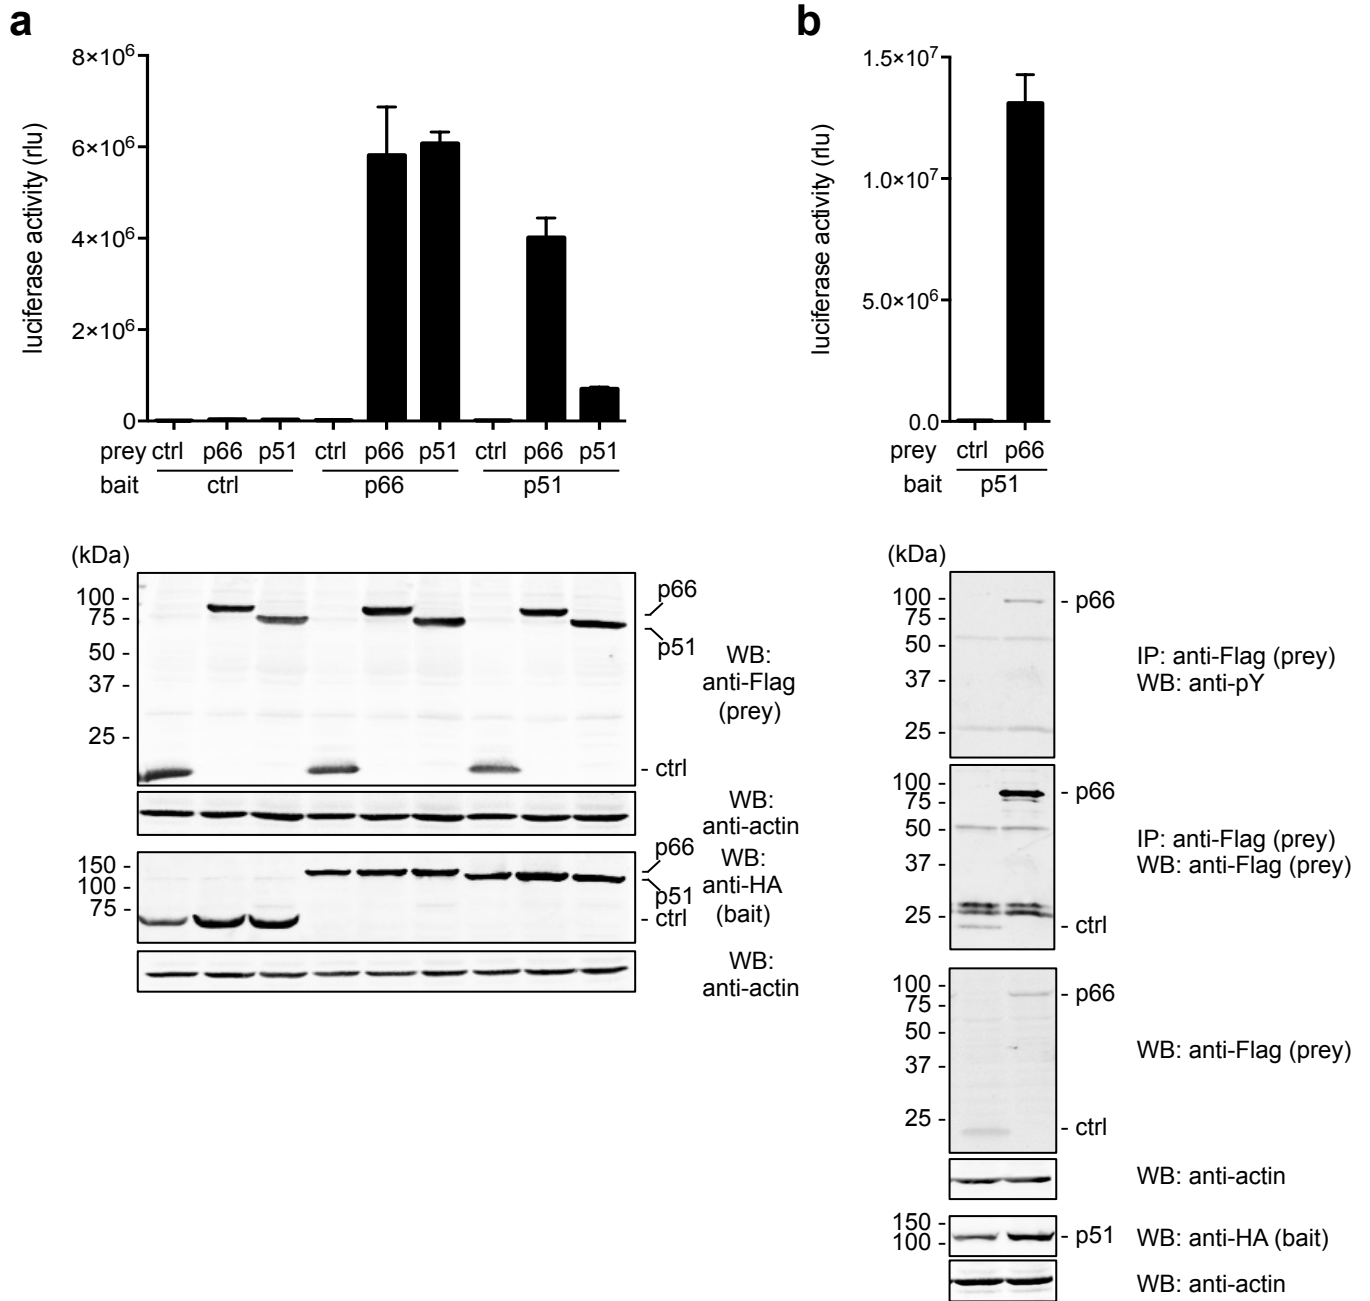 a
8×10⁶
6×10⁶
4×10⁶
2×10⁶
0
luciferase activity (rlu)
prey ctrl p66 p51 ctrl p66 p51 ctrl p66 p51
bait ctrl p66 p51
(kDa)
100 -
75 -
50 -
37 -
25 -
p66
p51
- ctrl
WB:
anti-Flag
(prey)
WB:
anti-actin
150 -
100 -
75 -
p66
p51
- ctrl
WB:
anti-HA
(bait)
WB:
anti-actin
b
1.5×10⁷
1.0×10⁷
5.0×10⁶
0.0
luciferase activity (rlu)
prey ctrl p66
bait p51
(kDa)
100 -
75 -
50 -
37 -
25 -
- p66
IP: anti-Flag (prey)
WB: anti-pY
100 -
75 -
50 -
37 -
25 -
- p66
- ctrl
IP: anti-Flag (prey)
WB: anti-Flag (prey)
100 -
75 -
50 -
37 -
25 -
- p66
- ctrl
WB: anti-Flag (prey)
WB: anti-actin
150 -
100 -
- p51
WB: anti-HA (bait)
WB: anti-actin